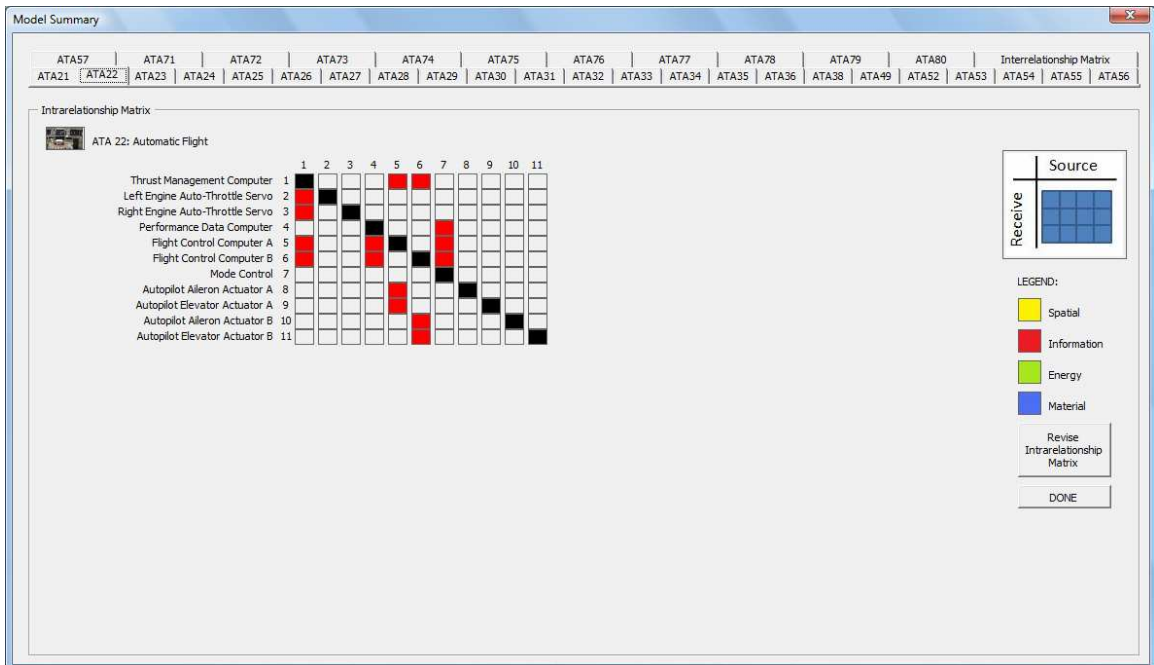 Model Summary
X
ATA57 ATA71 ATA72 ATA73 ATA74 ATA75 ATA76 ATA77 ATA78 ATA79 ATA80 Interrelationship Matrix
ATA21 ATA22 ATA23 ATA24 ATA25 ATA26 ATA27 ATA28 ATA29 ATA30 ATA31 ATA32 ATA33 ATA34 ATA35 ATA36 ATA38 ATA49 ATA52 ATA53 ATA54 ATA55 ATA56
Intrarelationship Matrix
ATA 22: Automatic Flight
1 2 3 4 5 6 7 8 9 10 11
Thrust Management Computer 1
Left Engine Auto-Throttle Servo 2
Right Engine Auto-Throttle Servo 3
Performance Data Computer 4
Flight Control Computer A 5
Flight Control Computer B 6
Mode Control 7
Autopilot Aileron Actuator A 8
Autopilot Elevator Actuator A 9
Autopilot Aileron Actuator B 10
Autopilot Elevator Actuator B 11
Source
Receive
LEGEND:
Spatial
Information
Energy
Material
Revise
Intrarelationship
Matrix
DONE